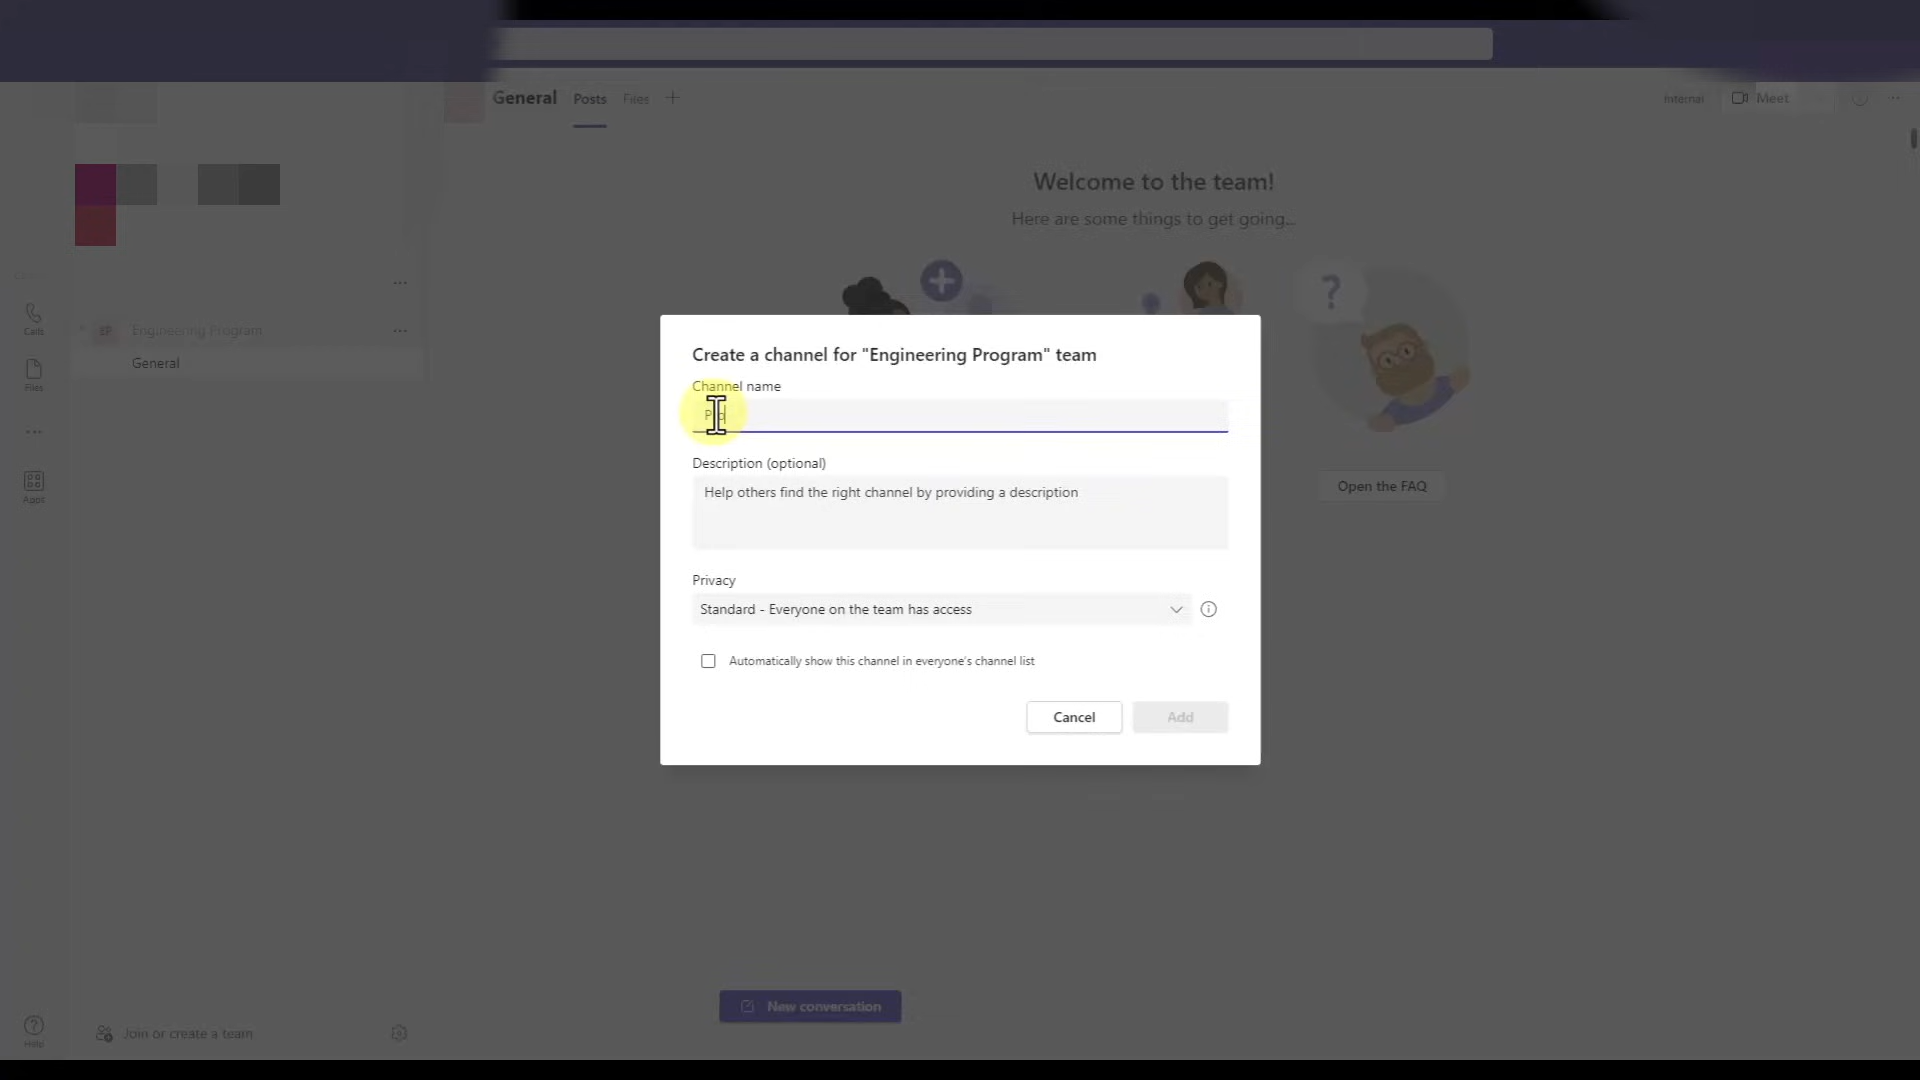 General Posts Files
Internal Meet
Welcome to the team!
Here are some things to get going...
?
Calls
EP Engineering Program
General
Files
Create a channel for "Engineering Program" team
Channel name
Description (optional)
Help others find the right channel by providing a description
Apps
Open the FAQ
Privacy
Standard - Everyone on the team has access
Automatically show this channel in everyone's channel list
Cancel Add
New conversation
Help
Join or create a team